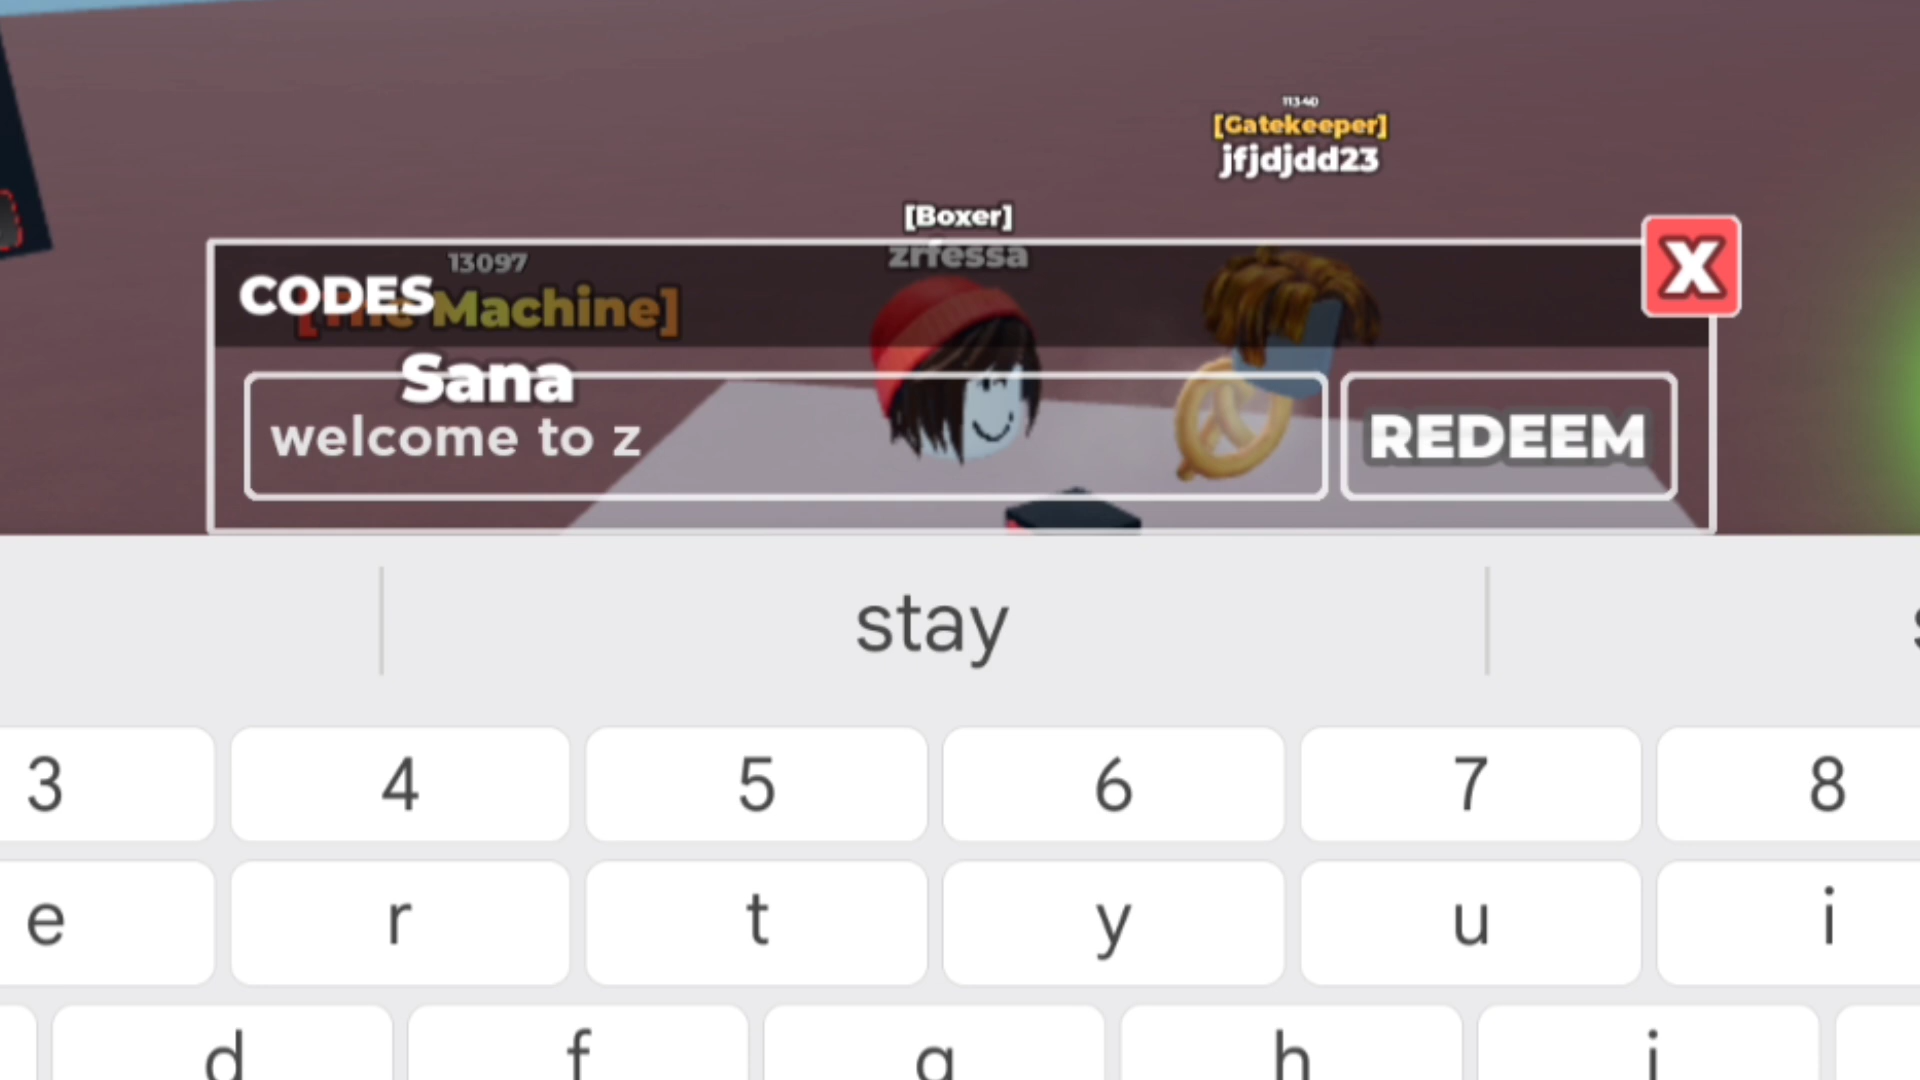 11340
[Gatekeeper]
jfjdjdd23
[Boxer]
zrfessa
13097
CODES
[The Machine]
X
Sana
welcome to z
REDEEM
stay
3 4 5 6 7 8
e r t y u i
d f g h j